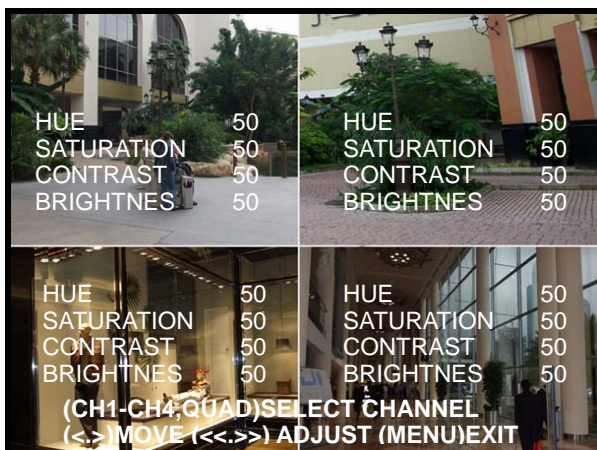 HUE 50
SATURATION 50
CONTRAST 50
BRIGHTNES 50
HUE 50
SATURATION 50
CONTRAST 50
BRIGHTNES 50
HUE 50
SATURATION 50
CONTRAST 50
BRIGHTNES 50
HUE 50
SATURATION 50
CONTRAST 50
BRIGHTNES 50
(CH1-CH4,QUAD)SELECT CHANNEL
(<.>)MOVE (<<.>>) ADJUST (MENU)EXIT